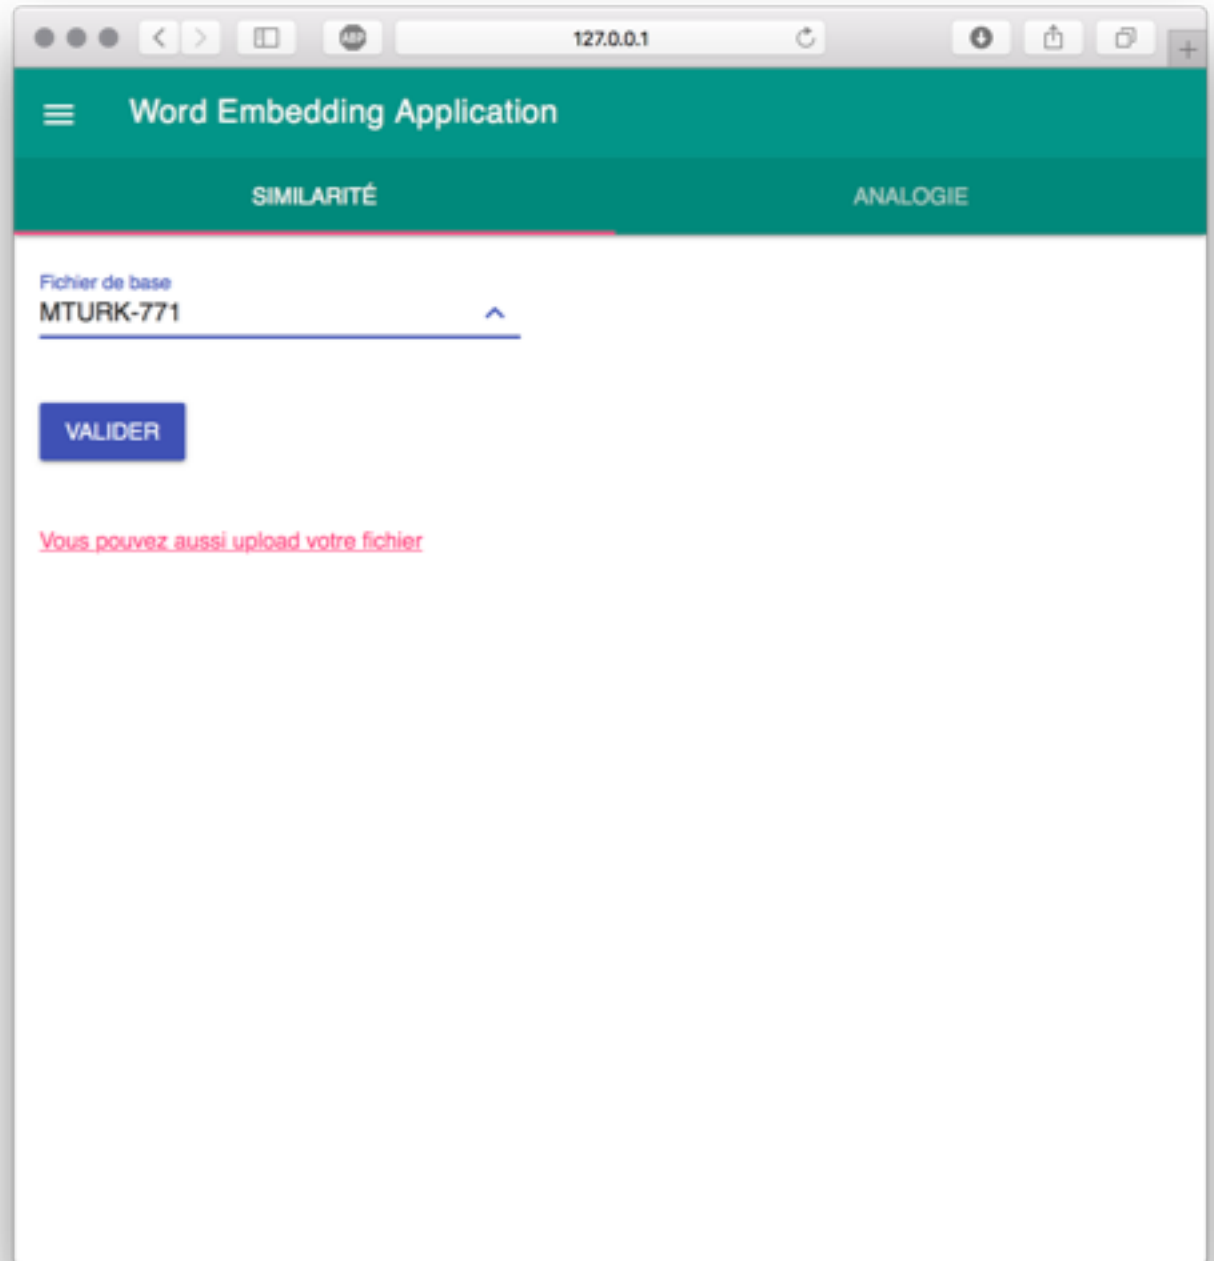 ABP
127.0.0.1
Word Embedding Application
SIMILARITÉ
ANALOGIE
Fichier de base
MTURK-771
VALIDER
Vous pouvez aussi upload votre fichier